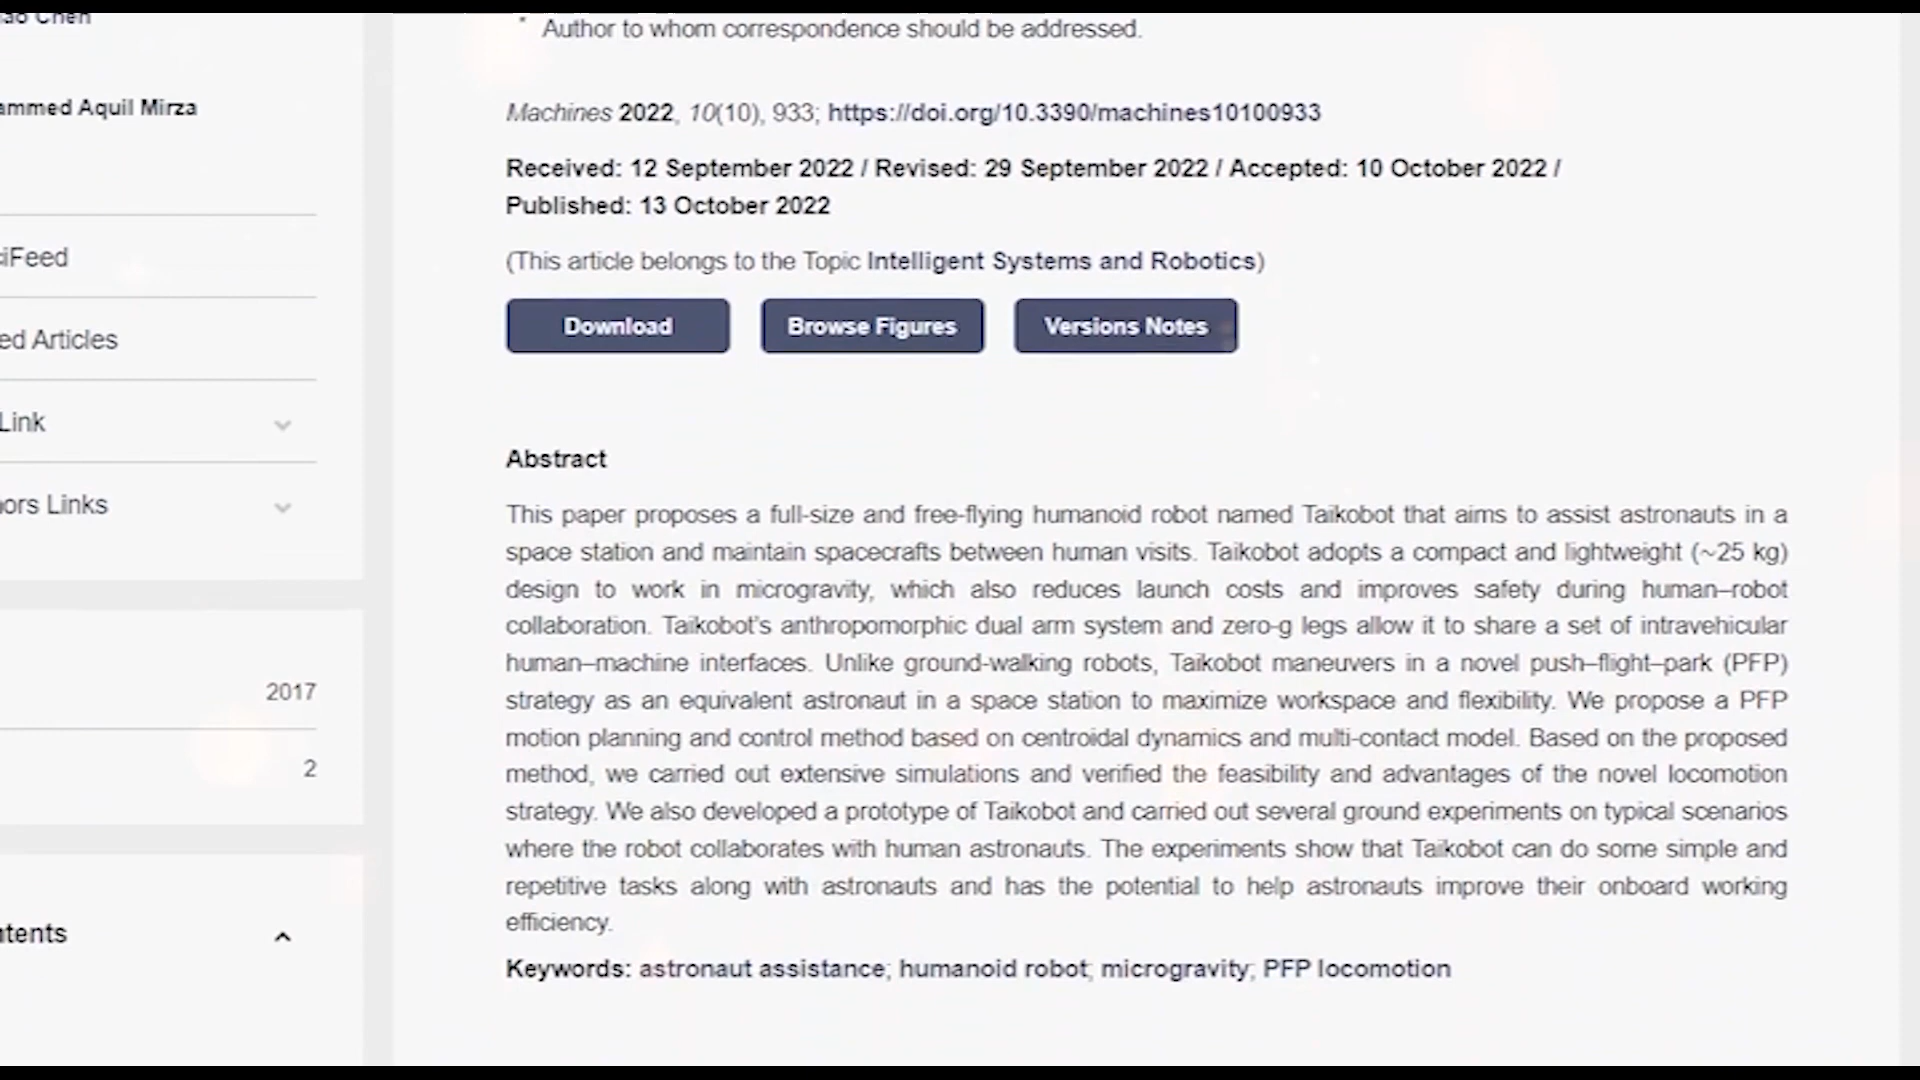 Chen
Mirza
Aquil
* Author to whom correspondence should be addressed.
Machines 2022, 10(10), 933; https://doi.org/10.3390/machines10100933
Received: 12 September 2022 / Revised: 29 September 2022 / Accepted: 10 October 2022 /
Published: 13 October 2022
(This article belongs to the Topic Intelligent Systems and Robotics)
Download
Browse Figures
Versions Notes
Articles
Link
Links
2017
2
Abstract
This paper proposes a full-size and free-flying humanoid robot named Taikobot that aims to assist astronauts in a
space station and maintain spacecrafts between human visits. Taikobot adopts a compact and lightweight (~25 kg)
design to work in microgravity, which also reduces launch costs and improves safety during human–robot
collaboration. Taikobot's anthropomorphic dual arm system and zero-g legs allow it to share a set of intravehicular
human–machine interfaces. Unlike ground-walking robots, Taikobot maneuvers in a novel push–flight–park (PFP)
strategy as an equivalent astronaut in a space station to maximize workspace and flexibility. We propose a PFP
motion planning and control method based on centroidal dynamics and multi-contact model. Based on the proposed
method, we carried out extensive simulations and verified the feasibility and advantages of the novel locomotion
strategy. We also developed a prototype of Taikobot and carried out several ground experiments on typical scenarios
where the robot collaborates with human astronauts. The experiments show that Taikobot can do some simple and
repetitive tasks along with astronauts and has the potential to help astronauts improve their onboard working
efficiency.
Keywords: astronaut assistance; humanoid robot; microgravity; PFP locomotion